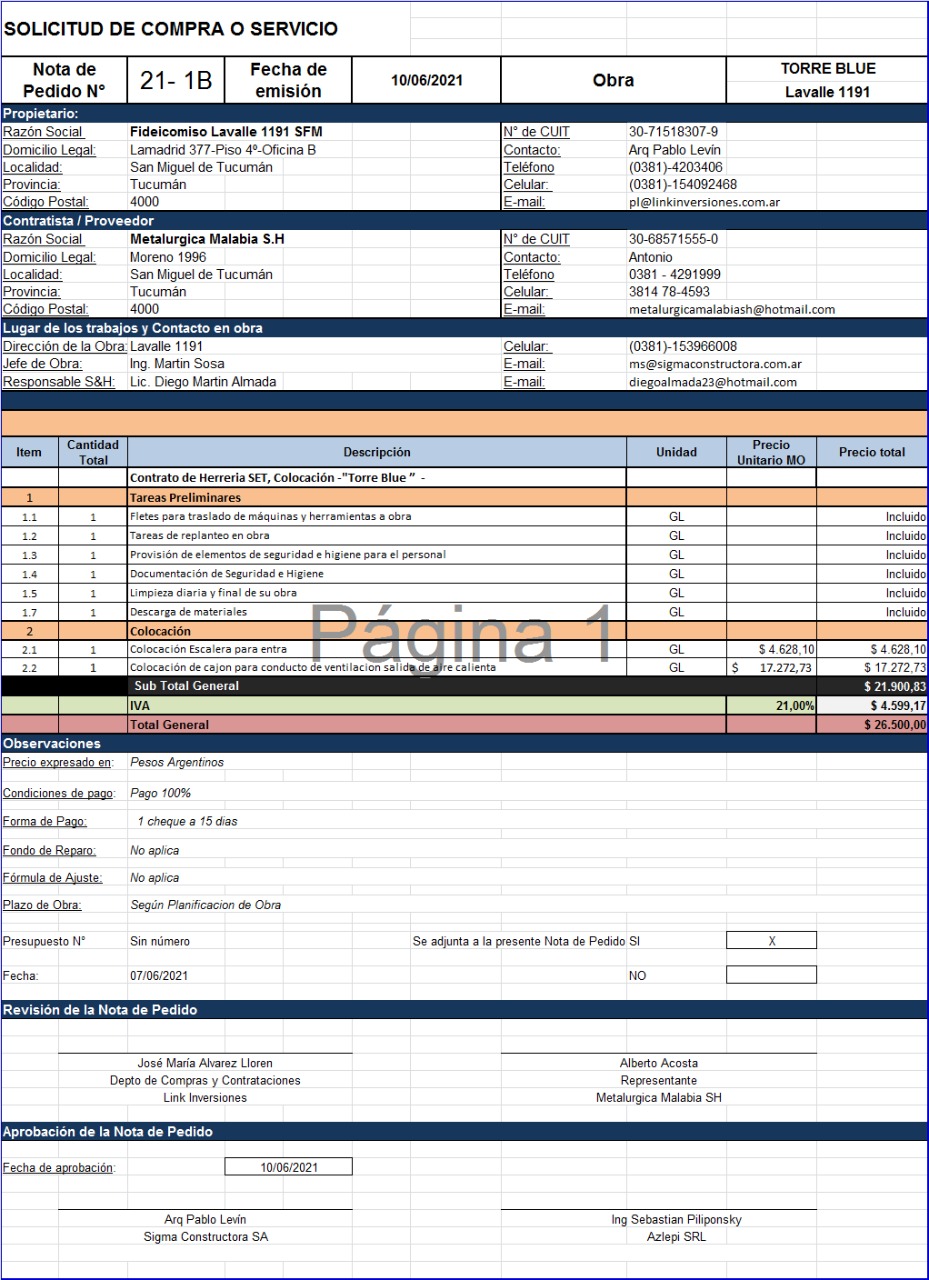 SOLICITUD DE COMPRA O SERVICIO
Nota de Pedido N° 21- 1B Fecha de emisión 10/06/2021 Obra TORRE BLUE
Lavalle 1191
Propietario:
Razón Social Fideicomiso Lavalle 1191 SFM N° de CUIT 30-71518307-9
Domicilio Legal: Lamadrid 377-Piso 4º-Oficina B Contacto: Arq Pablo Levín
Localidad: San Miguel de Tucumán Teléfono (0381)-4203406
Provincia: Tucumán Celular: (0381)-154092468
Código Postal: 4000 E-mail: pl@linkinversiones.com.ar
Contratista / Proveedor
Razón Social Metalurgica Malabia S.H N° de CUIT 30-68571555-0
Domicilio Legal: Moreno 1996 Contacto: Antonio
Localidad: San Miguel de Tucumán Teléfono 0381 - 4291999
Provincia: Tucumán Celular: 3814 78-4593
Código Postal: 4000 E-mail: metalurgicamalabiash@hotmail.com
Lugar de los trabajos y Contacto en obra
Dirección de la Obra: Lavalle 1191 Celular: (0381)-153966008
Jefe de Obra: Ing. Martin Sosa E-mail: ms@sigmaconstructora.com.ar
Responsable S&H: Lic. Diego Martin Almada E-mail: diegoalmada23@hotmail.com
Item Cantidad Total Descripción Unidad Precio Unitario MO Precio total
Contrato de Herreria SET, Colocación -"Torre Blue ” -
1 Tareas Preliminares
1.1 1 Fletes para traslado de máquinas y herramientas a obra GL Incluido
1.2 1 Tareas de replanteo en obra GL Incluido
1.3 1 Provisión de elementos de seguridad e higiene para el personal GL Incluido
1.4 1 Documentación de Seguridad e Higiene GL Incluido
1.5 1 Limpieza diaria y final de su obra GL Incluido
1.7 1 Descarga de materiales GL Incluido
Página 1
2 Colocación
2.1 1 Colocación Escalera para entra GL $ 4.628,10 $ 4.628,10
2.2 1 Colocación de cajon para conducto de ventilacion salida de aire calienta GL $ 17.272,73 $ 17.272,73
Sub Total General $ 21.900,83
IVA 21,00% $ 4.599,17
Total General $ 26.500,00
Observaciones
Precio expresado en: Pesos Argentinos
Condiciones de pago: Pago 100%
Forma de Pago: 1 cheque a 15 dias
Fondo de Reparo: No aplica
Fórmula de Ajuste: No aplica
Plazo de Obra: Según Planificacion de Obra
Presupuesto N° Sin número Se adjunta a la presente Nota de Pedido SI X
Fecha: 07/06/2021 NO
Revisión de la Nota de Pedido
José María Alvarez Lloren Alberto Acosta
Depto de Compras y Contrataciones Representante
Link Inversiones Metalurgica Malabia SH
Aprobación de la Nota de Pedido
Fecha de aprobación: 10/06/2021
Arq Pablo Levín Ing Sebastian Piliponsky
Sigma Constructora SA Azlepi SRL